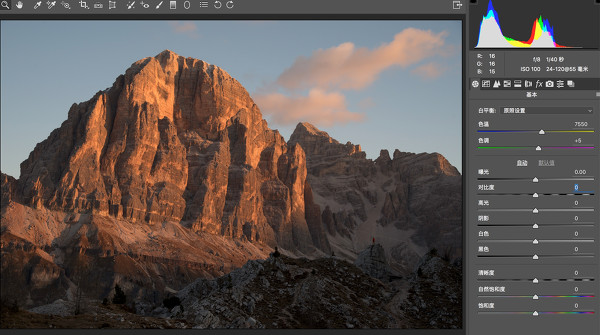 R: 16
G: 16
B: 15
f/8 1/40 秒
ISO 100 24-120@55 毫米
fx
基本
白平衡: 原照设置
色温 7550
色调 +5
自动 默认值
曝光 0.00
对比度 0
高光 0
阴影 0
白色 0
黑色 0
清晰度 0
自然饱和度 0
饱和度 0